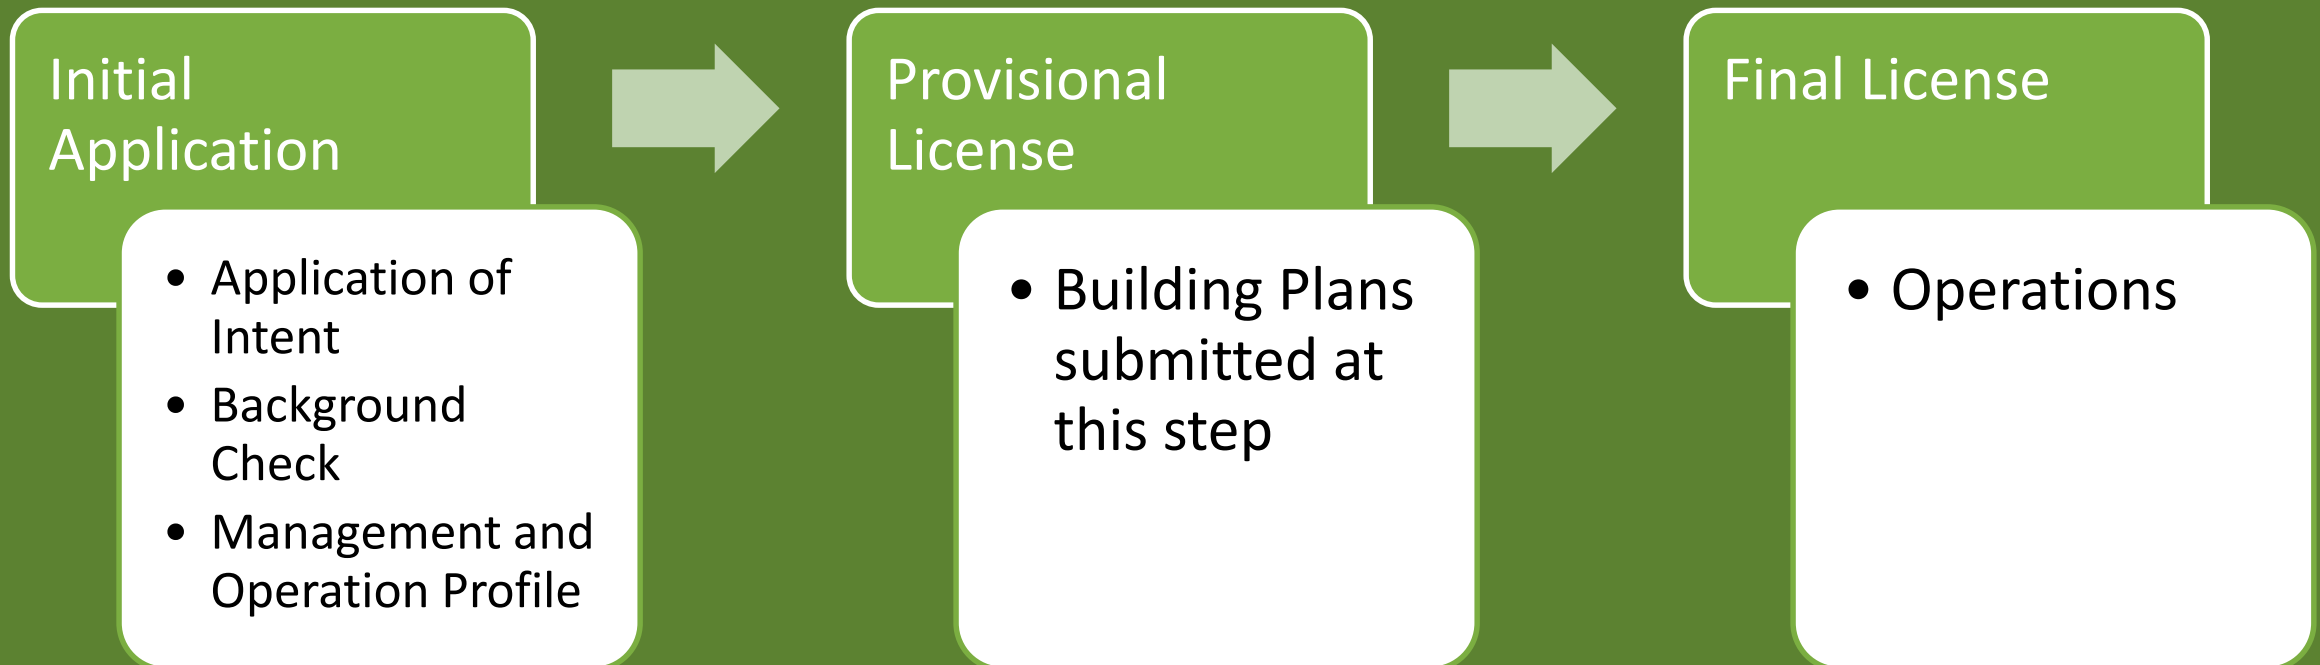 Initial
Application
• Application of
Intent
• Background
Check
• Management and
Operation Profile
Provisional
License
• Building Plans
submitted at
this step
Final License
• Operations